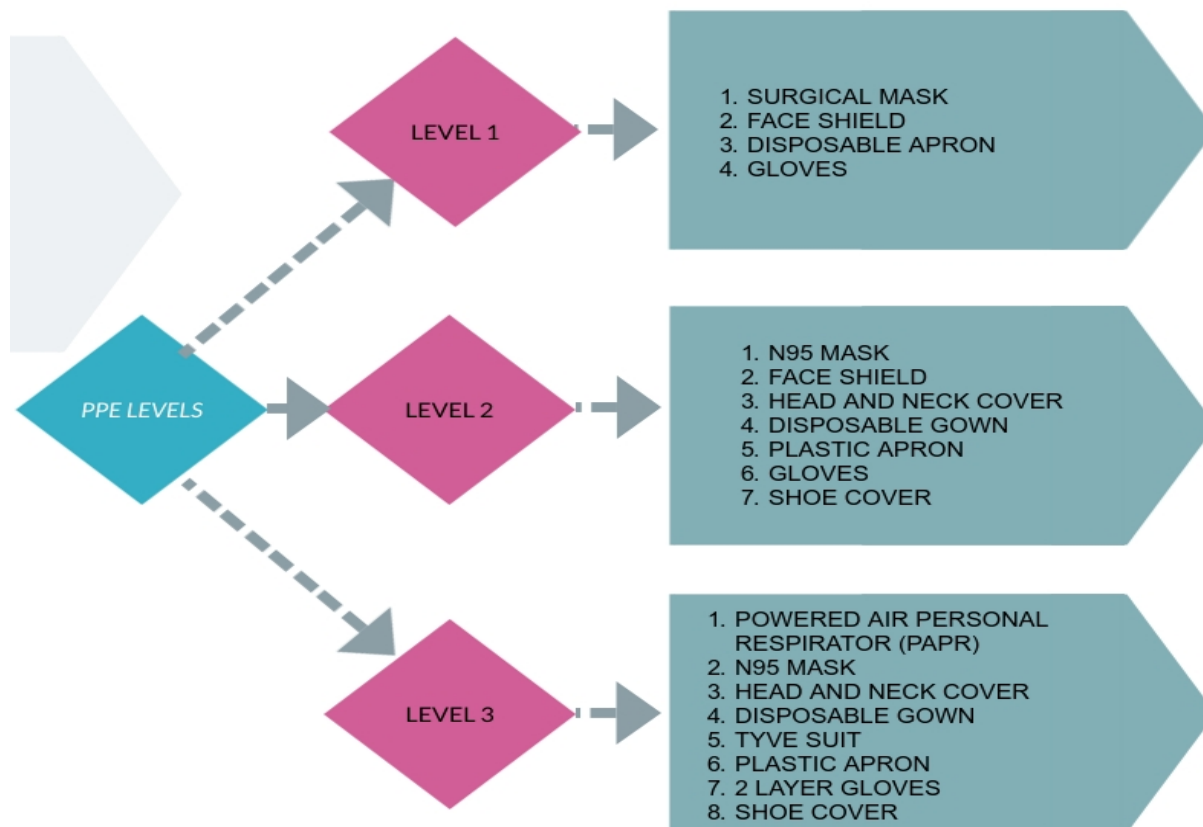 PPE LEVELS
LEVEL 1
1. SURGICAL MASK
2. FACE SHIELD
3. DISPOSABLE APRON
4. GLOVES
LEVEL 2
1. N95 MASK
2. FACE SHIELD
3. HEAD AND NECK COVER
4. DISPOSABLE GOWN
5. PLASTIC APRON
6. GLOVES
7. SHOE COVER
LEVEL 3
1. POWERED AIR PERSONAL
RESPIRATOR (PAPR)
2. N95 MASK
3. HEAD AND NECK COVER
4. DISPOSABLE GOWN
5. TYVE SUIT
6. PLASTIC APRON
7. 2 LAYER GLOVES
8. SHOE COVER